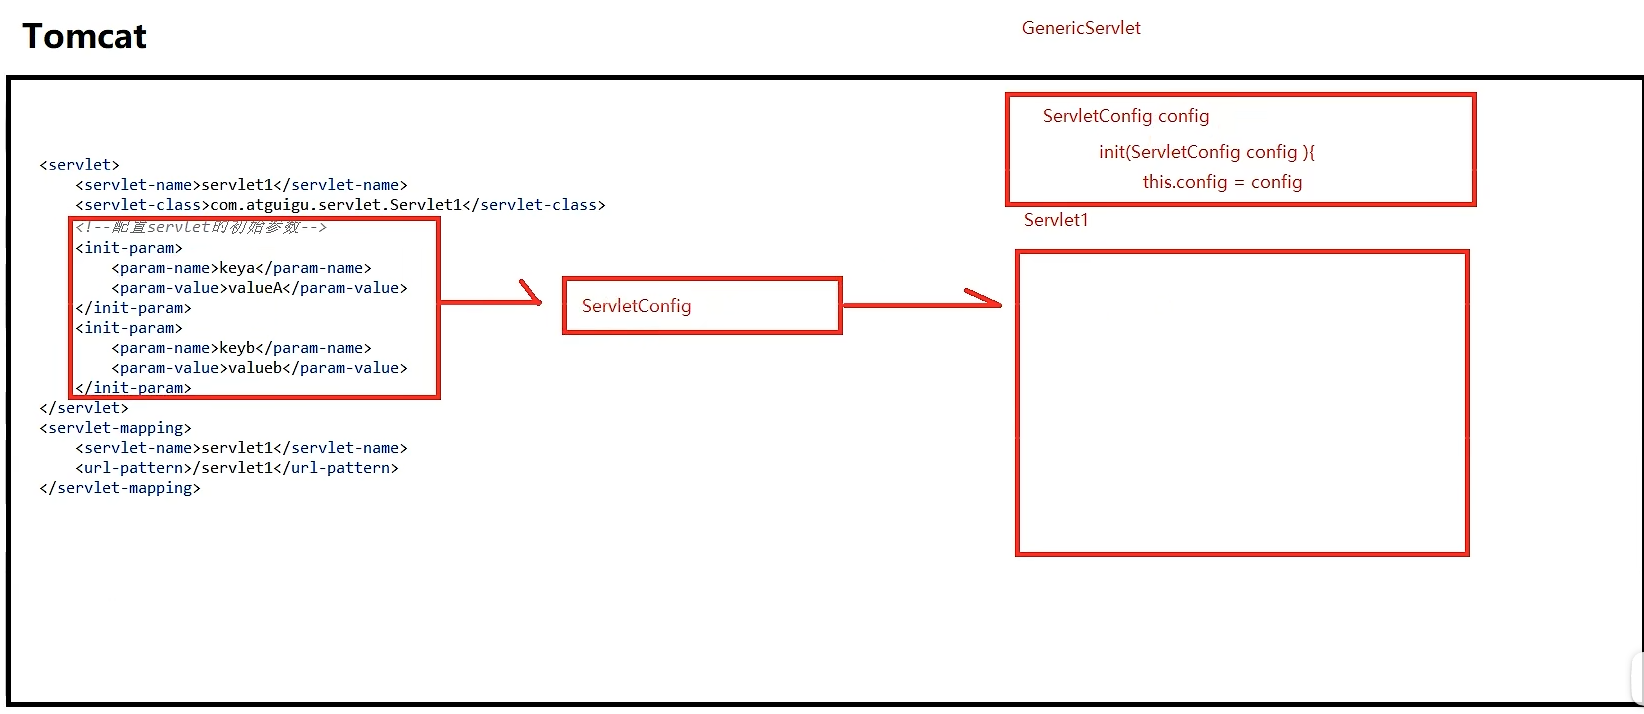 Tomcat
GenericServlet
ServletConfig config
init(ServletConfig config ){
this.config = config
Servlet1
<servlet>
<servlet-name>servlet1</servlet-name>
<servlet-class>com.atguigu.servlet.Servlet1</servlet-class>
<!--配置servlet的初始参数-->
<init-param>
<param-name>keya</param-name>
<param-value>valueA</param-value>
</init-param>
<init-param>
<param-name>keyb</param-name>
<param-value>valueb</param-value>
</init-param>
</servlet>
<servlet-mapping>
<servlet-name>servlet1</servlet-name>
<url-pattern>/servlet1</url-pattern>
</servlet-mapping>
ServletConfig